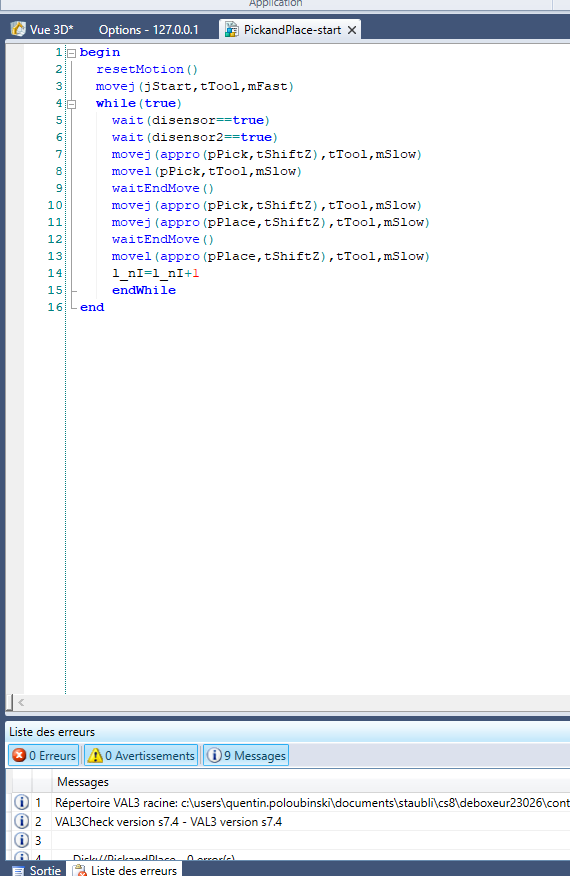 Application
Vue 3D* Options - 127.0.0.1 PickandPlace-start
1 begin
2 resetMotion()
3 movej(jStart,tTool,mFast)
4 while(true)
5 wait(disensor==true)
6 wait(disensor2==true)
7 movej(appro(pPick,tShiftZ),tTool,mSlow)
8 movel(pPick,tTool,mSlow)
9 waitEndMove()
10 movej(appro(pPick,tShiftZ),tTool,mSlow)
11 movej(appro(pPlace,tShiftZ),tTool,mSlow)
12 waitEndMove()
13 movel(appro(pPlace,tShiftZ),tTool,mSlow)
14 l_nI=l_nI+1
15 endWhile
16 end
Liste des erreurs
0 Erreurs 0 Avertissements 9 Messages
Messages
1 Répertoire VAL3 racine: c:\users\quentin.poloubinski\documents\staubli\cs8\deboxeur23026\cont
2 VAL3Check version s7.4 - VAL3 version s7.4
3
4 Disk://PickandPlace 0 error(s)
Sortie Liste des erreurs